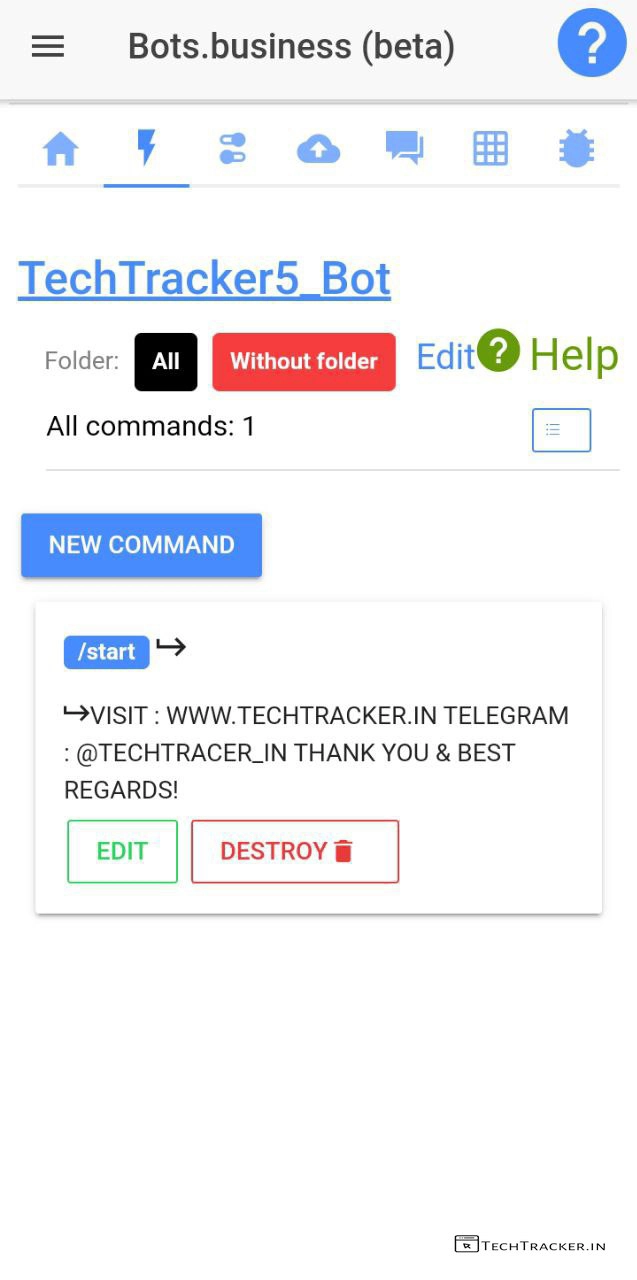 Bots.business (beta)
?
TechTracker5_Bot
Folder: All Without folder Edit ? Help
All commands: 1
NEW COMMAND
/start
VISIT : WWW.TECHTRACKER.IN TELEGRAM
: @TECHTRACER_IN THANK YOU & BEST
REGARDS!
EDIT DESTROY
TECHTRACKER.IN